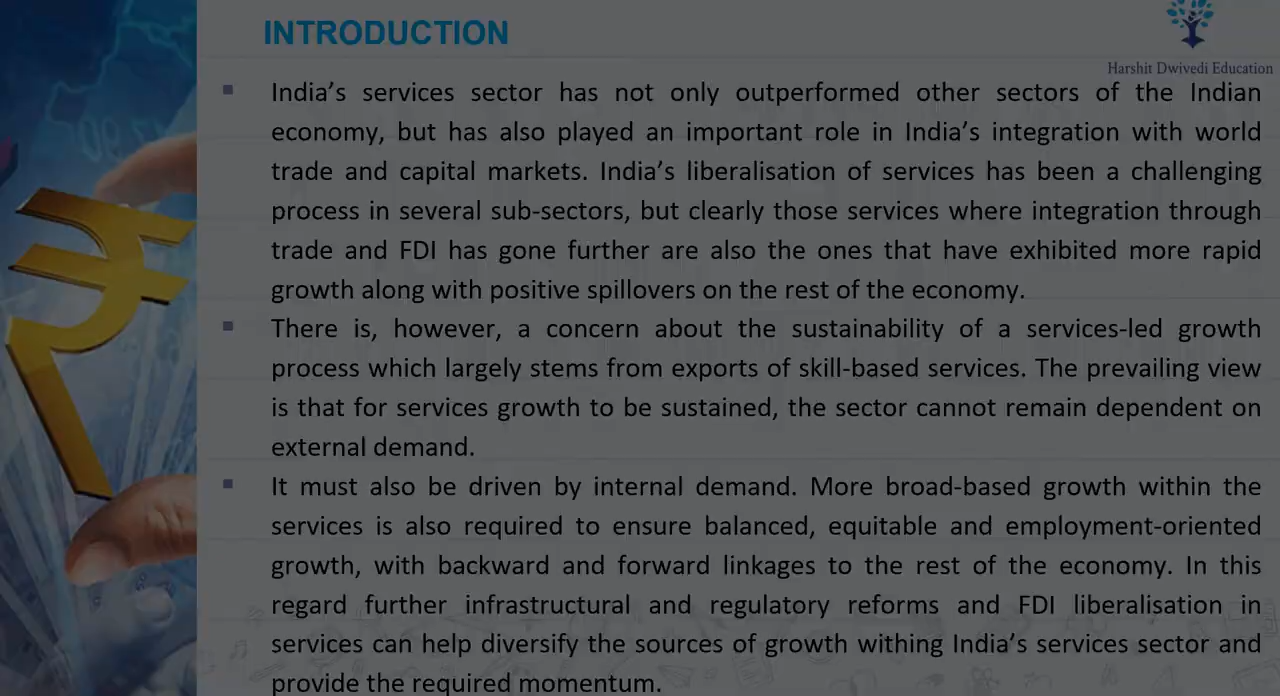 INTRODUCTION
Harshit Dwivedi Education
▪ India’s services sector has not only outperformed other sectors of the Indian
economy, but has also played an important role in India’s integration with world
trade and capital markets. India’s liberalisation of services has been a challenging
process in several sub-sectors, but clearly those services where integration through
trade and FDI has gone further are also the ones that have exhibited more rapid
growth along with positive spillovers on the rest of the economy.
▪ There is, however, a concern about the sustainability of a services-led growth
process which largely stems from exports of skill-based services. The prevailing view
is that for services growth to be sustained, the sector cannot remain dependent on
external demand.
▪ It must also be driven by internal demand. More broad-based growth within the
services is also required to ensure balanced, equitable and employment-oriented
growth, with backward and forward linkages to the rest of the economy. In this
regard further infrastructural and regulatory reforms and FDI liberalisation in
services can help diversify the sources of growth withing India’s services sector and
provide the required momentum.